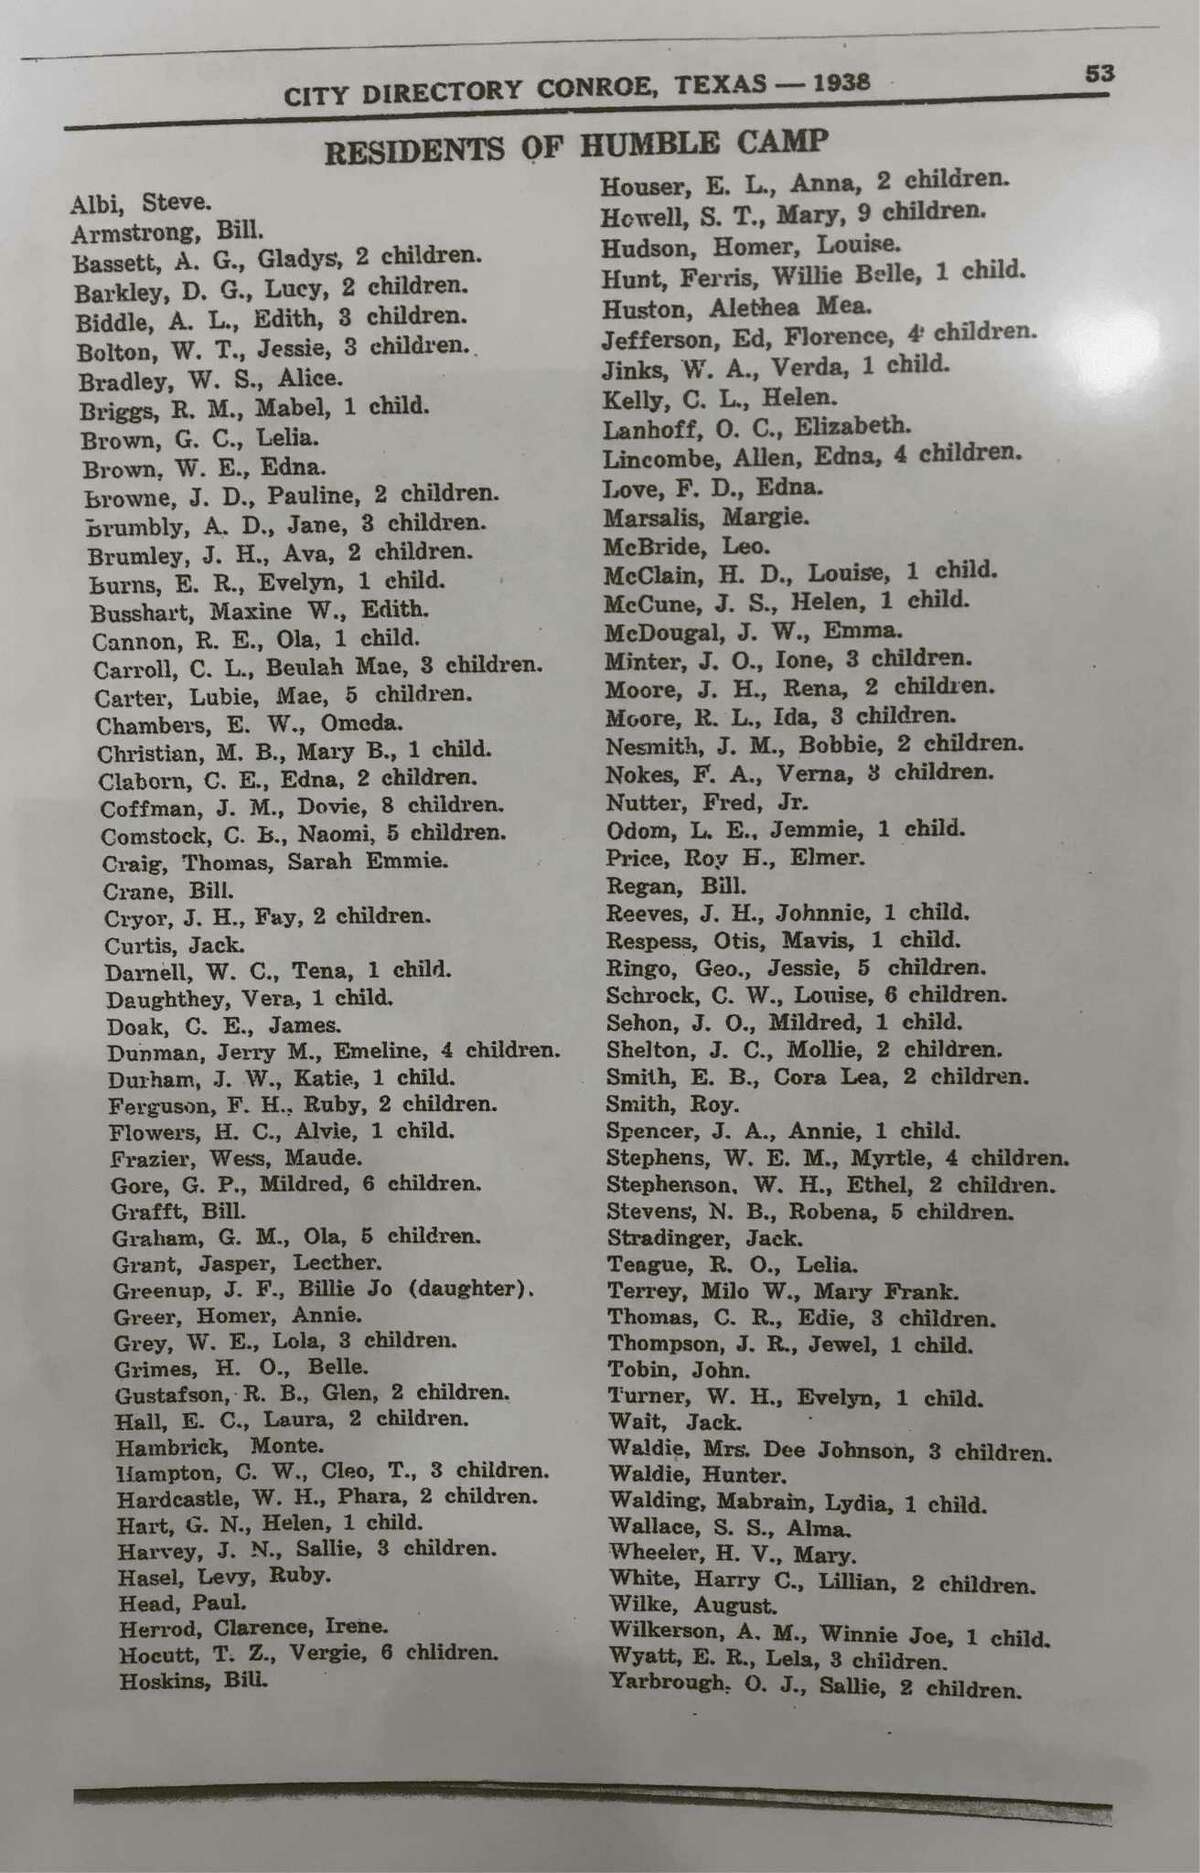 CITY DIRECTORY CONROE, TEXAS — 1938 53
RESIDENTS OF HUMBLE CAMP
Albi, Steve.
Armstrong, Bill.
Bassett, A. G., Gladys, 2 children.
Barkley, D. G., Lucy, 2 children.
Biddle, A. L., Edith, 3 children.
Bolton, W. T., Jessie, 3 children.
Bradley, W. S., Alice.
Briggs, R. M., Mabel, 1 child.
Brown, G. C., Lelia.
Brown, W. E., Edna.
Browne, J. D., Pauline, 2 children.
Brumbly, A. D., Jane, 3 children.
Brumley, J. H., Ava, 2 children.
Burns, E. R., Evelyn, 1 child.
Busshart, Maxine W., Edith.
Cannon, R. E., Ola, 1 child.
Carroll, C. L., Beulah Mae, 3 children.
Carter, Lubie, Mae, 5 children.
Chambers, E. W., Omeda.
Christian, M. B., Mary B., 1 child.
Claborn, C. E., Edna, 2 children.
Coffman, J. M., Dovie, 8 children.
Comstock, C. B., Naomi, 5 children.
Craig, Thomas, Sarah Emmie.
Crane, Bill.
Cryor, J. H., Fay, 2 children.
Curtis, Jack.
Darnell, W. C., Tena, 1 child.
Daughthey, Vera, 1 child.
Doak, C. E., James.
Dunman, Jerry M., Emeline, 4 children.
Durham, J. W., Katie, 1 child.
Ferguson, F. H., Ruby, 2 children.
Flowers, H. C., Alvie, 1 child.
Frazier, Wess, Maude.
Gore, G. P., Mildred, 6 children.
Grafft, Bill.
Graham, G. M., Ola, 5 children.
Grant, Jasper, Lecther.
Greenup, J. F., Billie Jo (daughter).
Greer, Homer, Annie.
Grey, W. E., Lola, 3 children.
Grimes, H. O., Belle.
Gustafson, R. B., Glen, 2 children.
Hall, E. C., Laura, 2 children.
Hambrick, Monte.
Hampton, C. W., Cleo, T., 3 children.
Hardcastle, W. H., Phara, 2 children.
Hart, G. N., Helen, 1 child.
Harvey, J. N., Sallie, 3 children.
Hasel, Levy, Ruby.
Head, Paul.
Herrod, Clarence, Irene.
Hocutt, T. Z., Vergie, 6 chlidren.
Hoskins, Bill.
Houser, E. L., Anna, 2 children.
Howell, S. T., Mary, 9 children.
Hudson, Homer, Louise.
Hunt, Ferris, Willie Belle, 1 child.
Huston, Alethea Mea.
Jefferson, Ed, Florence, 4 children.
Jinks, W. A., Verda, 1 child.
Kelly, C. L., Helen.
Lanhoff, O. C., Elizabeth.
Lincombe, Allen, Edna, 4 children.
Love, F. D., Edna.
Marsalis, Margie.
McBride, Leo.
McClain, H. D., Louise, 1 child.
McCune, J. S., Helen, 1 child.
McDougal, J. W., Emma.
Minter, J. O., Ione, 3 children.
Moore, J. H., Rena, 2 children.
Moore, R. L., Ida, 3 children.
Nesmith, J. M., Bobbie, 2 children.
Nokes, F. A., Verna, 3 children.
Nutter, Fred, Jr.
Odom, L. E., Jemmie, 1 child.
Price, Roy H., Elmer.
Regan, Bill.
Reeves, J. H., Johnnie, 1 child.
Respess, Otis, Mavis, 1 child.
Ringo, Geo., Jessie, 5 children.
Schrock, C. W., Louise, 6 children.
Sehon, J. O., Mildred, 1 child.
Shelton, J. C., Mollie, 2 children.
Smith, E. B., Cora Lea, 2 children.
Smith, Roy.
Spencer, J. A., Annie, 1 child.
Stephens, W. E. M., Myrtle, 4 children.
Stephenson, W. H., Ethel, 2 children.
Stevens, N. B., Robena, 5 children.
Stradinger, Jack.
Teague, R. O., Lelia.
Terrey, Milo W., Mary Frank.
Thomas, C. R., Edie, 3 children.
Thompson, J. R., Jewel, 1 child.
Tobin, John.
Turner, W. H., Evelyn, 1 child.
Wait, Jack.
Waldie, Mrs. Dee Johnson, 3 children.
Waldie, Hunter.
Walding, Mabrain, Lydia, 1 child.
Wallace, S. S., Alma.
Wheeler, H. V., Mary.
White, Harry C., Lillian, 2 children.
Wilke, August.
Wilkerson, A. M., Winnie Joe, 1 child.
Wyatt, E. R., Lela, 3 children.
Yarbrough, O. J., Sallie, 2 children.